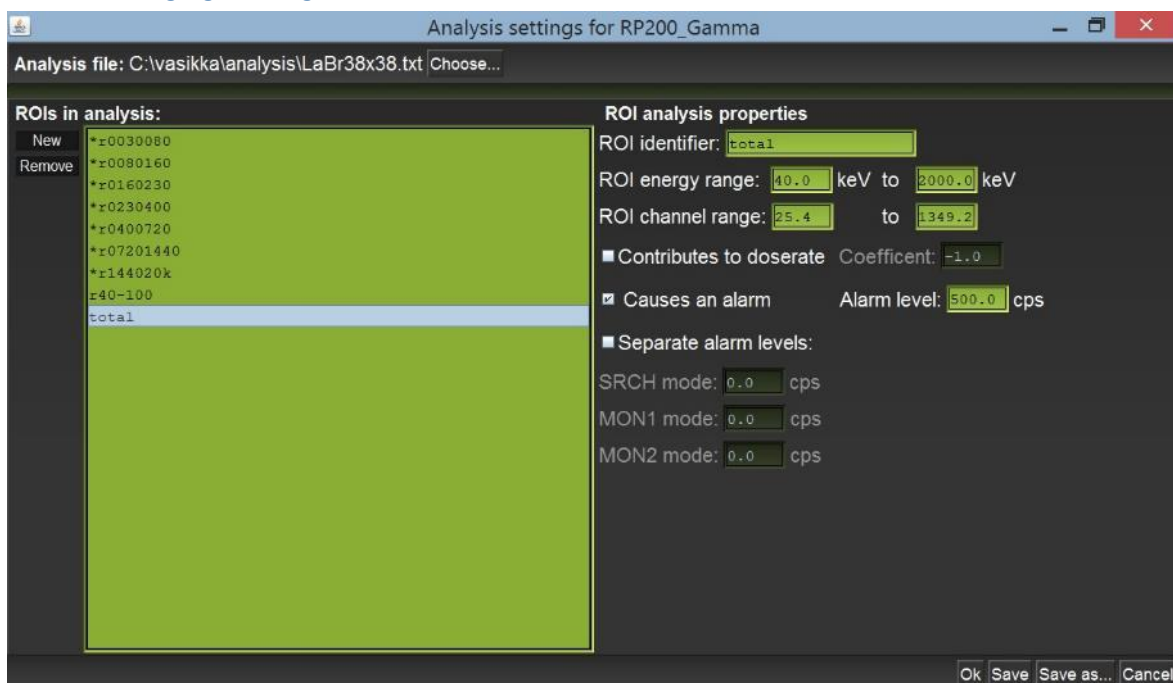 Analysis settings for RP200_Gamma
Analysis file: C:\vasikka\analysis\LaBr38x38.txt Choose...
ROIs in analysis:
New
Remove
*r0030080
*r0080160
*r0160230
*r0230400
*r0400720
*r07201440
*r144020k
r40-100
total
ROI analysis properties
ROI identifier: total
ROI energy range: 40.0 keV to 2000.0 keV
ROI channel range: 25.4 to 1349.2
Contributes to doserate Coefficent: -1.0
Causes an alarm Alarm level: 500.0 cps
Separate alarm levels:
SRCH mode: 0.0 cps
MON1 mode: 0.0 cps
MON2 mode: 0.0 cps
Ok Save Save as... Cancel